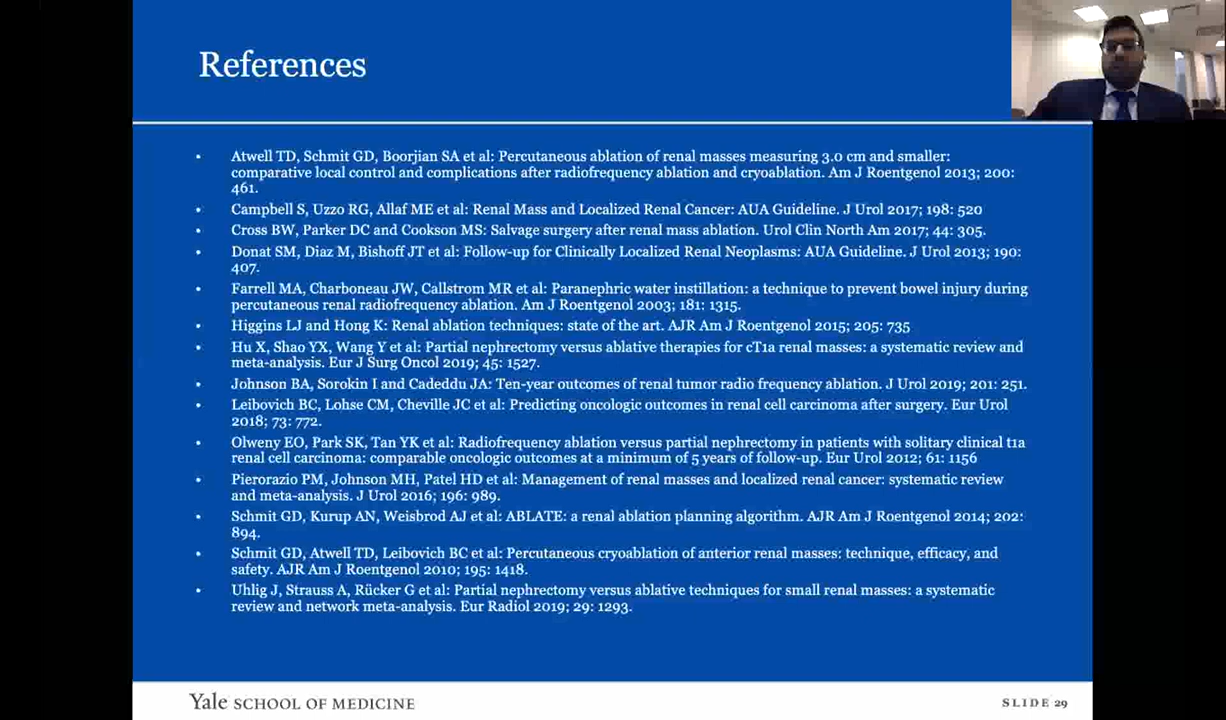 References
• Atwell TD, Schmit GD, Boorjian SA et al: Percutaneous ablation of renal masses measuring 3.0 cm and smaller:
comparative local control and complications after radiofrequency ablation and cryoablation. Am J Roentgenol 2013; 200:
461.
• Campbell S, Uzzo RG, Allaf ME et al: Renal Mass and Localized Renal Cancer: AUA Guideline. J Urol 2017; 198: 520
• Cross BW, Parker DC and Cookson MS: Salvage surgery after renal mass ablation. Urol Clin North Am 2017; 44: 305.
• Donat SM, Diaz M, Bishoff JT et al: Follow-up for Clinically Localized Renal Neoplasms: AUA Guideline. J Urol 2013; 190:
407.
• Farrell MA, Charboneau JW, Callstrom MR et al: Paranephric water instillation: a technique to prevent bowel injury during
percutaneous renal radiofrequency ablation. Am J Roentgenol 2003; 181: 1315.
• Higgins LJ and Hong K: Renal ablation techniques: state of the art. AJR Am J Roentgenol 2015; 205: 735
• Hu X, Shao YX, Wang Y et al: Partial nephrectomy versus ablative therapies for cT1a renal masses: a systematic review and
meta-analysis. Eur J Surg Oncol 2019; 45: 1527.
• Johnson BA, Sorokin I and Cadeddu JA: Ten-year outcomes of renal tumor radio frequency ablation. J Urol 2019; 201: 251.
• Leibovich BC, Lohse CM, Cheville JC et al: Predicting oncologic outcomes in renal cell carcinoma after surgery. Eur Urol
2018; 73: 772.
• Olweny EO, Park SK, Tan YK et al: Radiofrequency ablation versus partial nephrectomy in patients with solitary clinical t1a
renal cell carcinoma: comparable oncologic outcomes at a minimum of 5 years of follow-up. Eur Urol 2012; 61: 1156
• Pierorazio PM, Johnson MH, Patel HD et al: Management of renal masses and localized renal cancer: systematic review
and meta-analysis. J Urol 2016; 196: 989.
• Schmit GD, Kurup AN, Weisbrod AJ et al: ABLATE: a renal ablation planning algorithm. AJR Am J Roentgenol 2014; 202:
894.
• Schmit GD, Atwell TD, Leibovich BC et al: Percutaneous cryoablation of anterior renal masses: technique, efficacy, and
safety. AJR Am J Roentgenol 2010; 195: 1418.
• Uhlig J, Strauss A, Rücker G et al: Partial nephrectomy versus ablative techniques for small renal masses: a systematic
review and network meta-analysis. Eur Radiol 2019; 29: 1293.
Yale SCHOOL OF MEDICINE
SLIDE 29